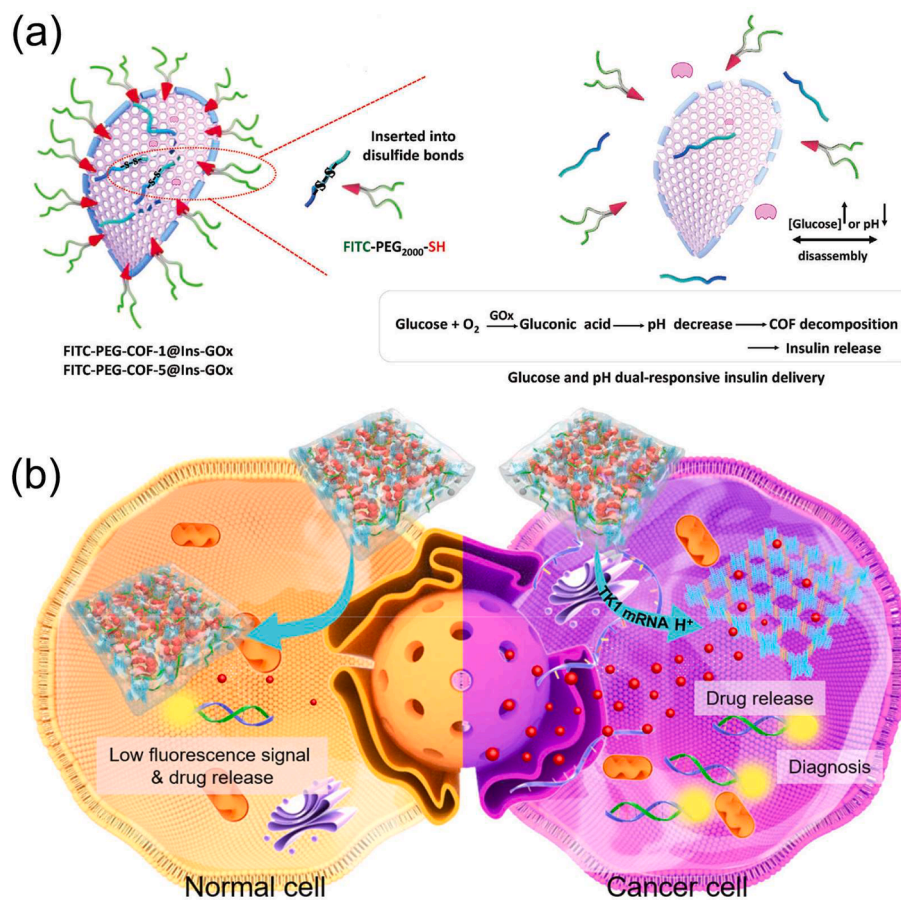 (a)
Inserted into
disulfide bonds
-S-S-
-S-S-
-S-S-
FITC-PEG2000-SH
FITC-PEG-COF-1@Ins-GOx
FITC-PEG-COF-5@Ins-GOx
[Glucose] or pH
disassembly
Glucose + O2 GOx Gluconic acid pH decrease COF decomposition
Insulin release
Glucose and pH dual-responsive insulin delivery
(b)
TK1 mRNA H+
Drug release
Diagnosis
Low fluorescence signal
& drug release
Normal cell
Cancer cell